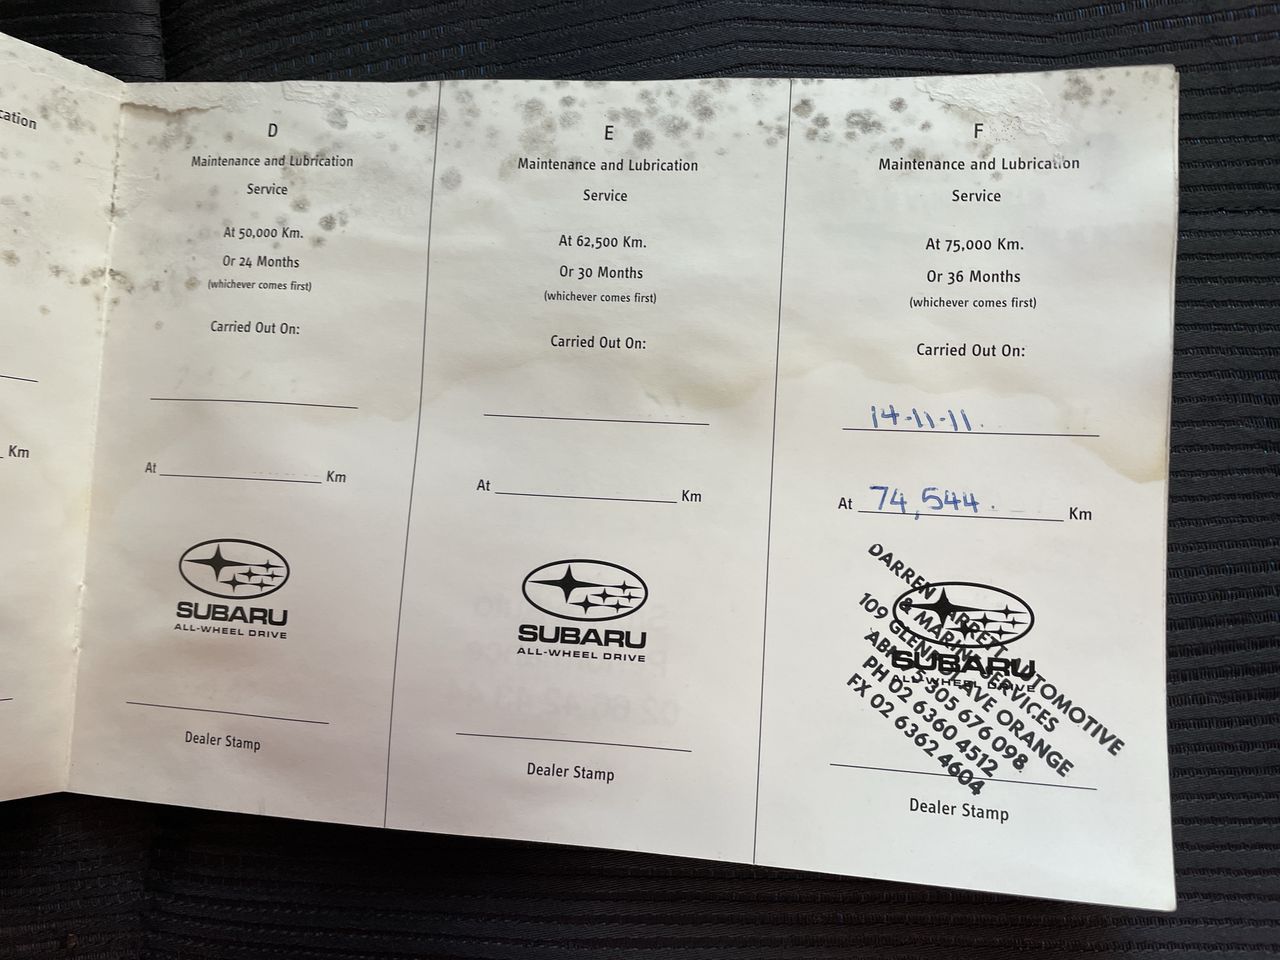 cation
Km
D
Maintenance and Lubrication
Service
At 50,000 Km.
Or 24 Months
(whichever comes first)
Carried Out On:
At Km
SUBARU
ALL-WHEEL DRIVE
Dealer Stamp
E
Maintenance and Lubrication
Service
At 62,500 Km.
Or 30 Months
(whichever comes first)
Carried Out On:
At Km
SUBARU
ALL-WHEEL DRIVE
Dealer Stamp
F
Maintenance and Lubrication
Service
At 75,000 Km.
Or 36 Months
(whichever comes first)
Carried Out On:
14-11-11.
At 74,544. Km
SUBARU
ALL-WHEEL DRIVE
DARREN AUTOMOTIVE
& MARINE SERVICES
109 AVE ORANGE
305 676 098
PH 02 6360 4512
FX 02 6362 4604
Dealer Stamp